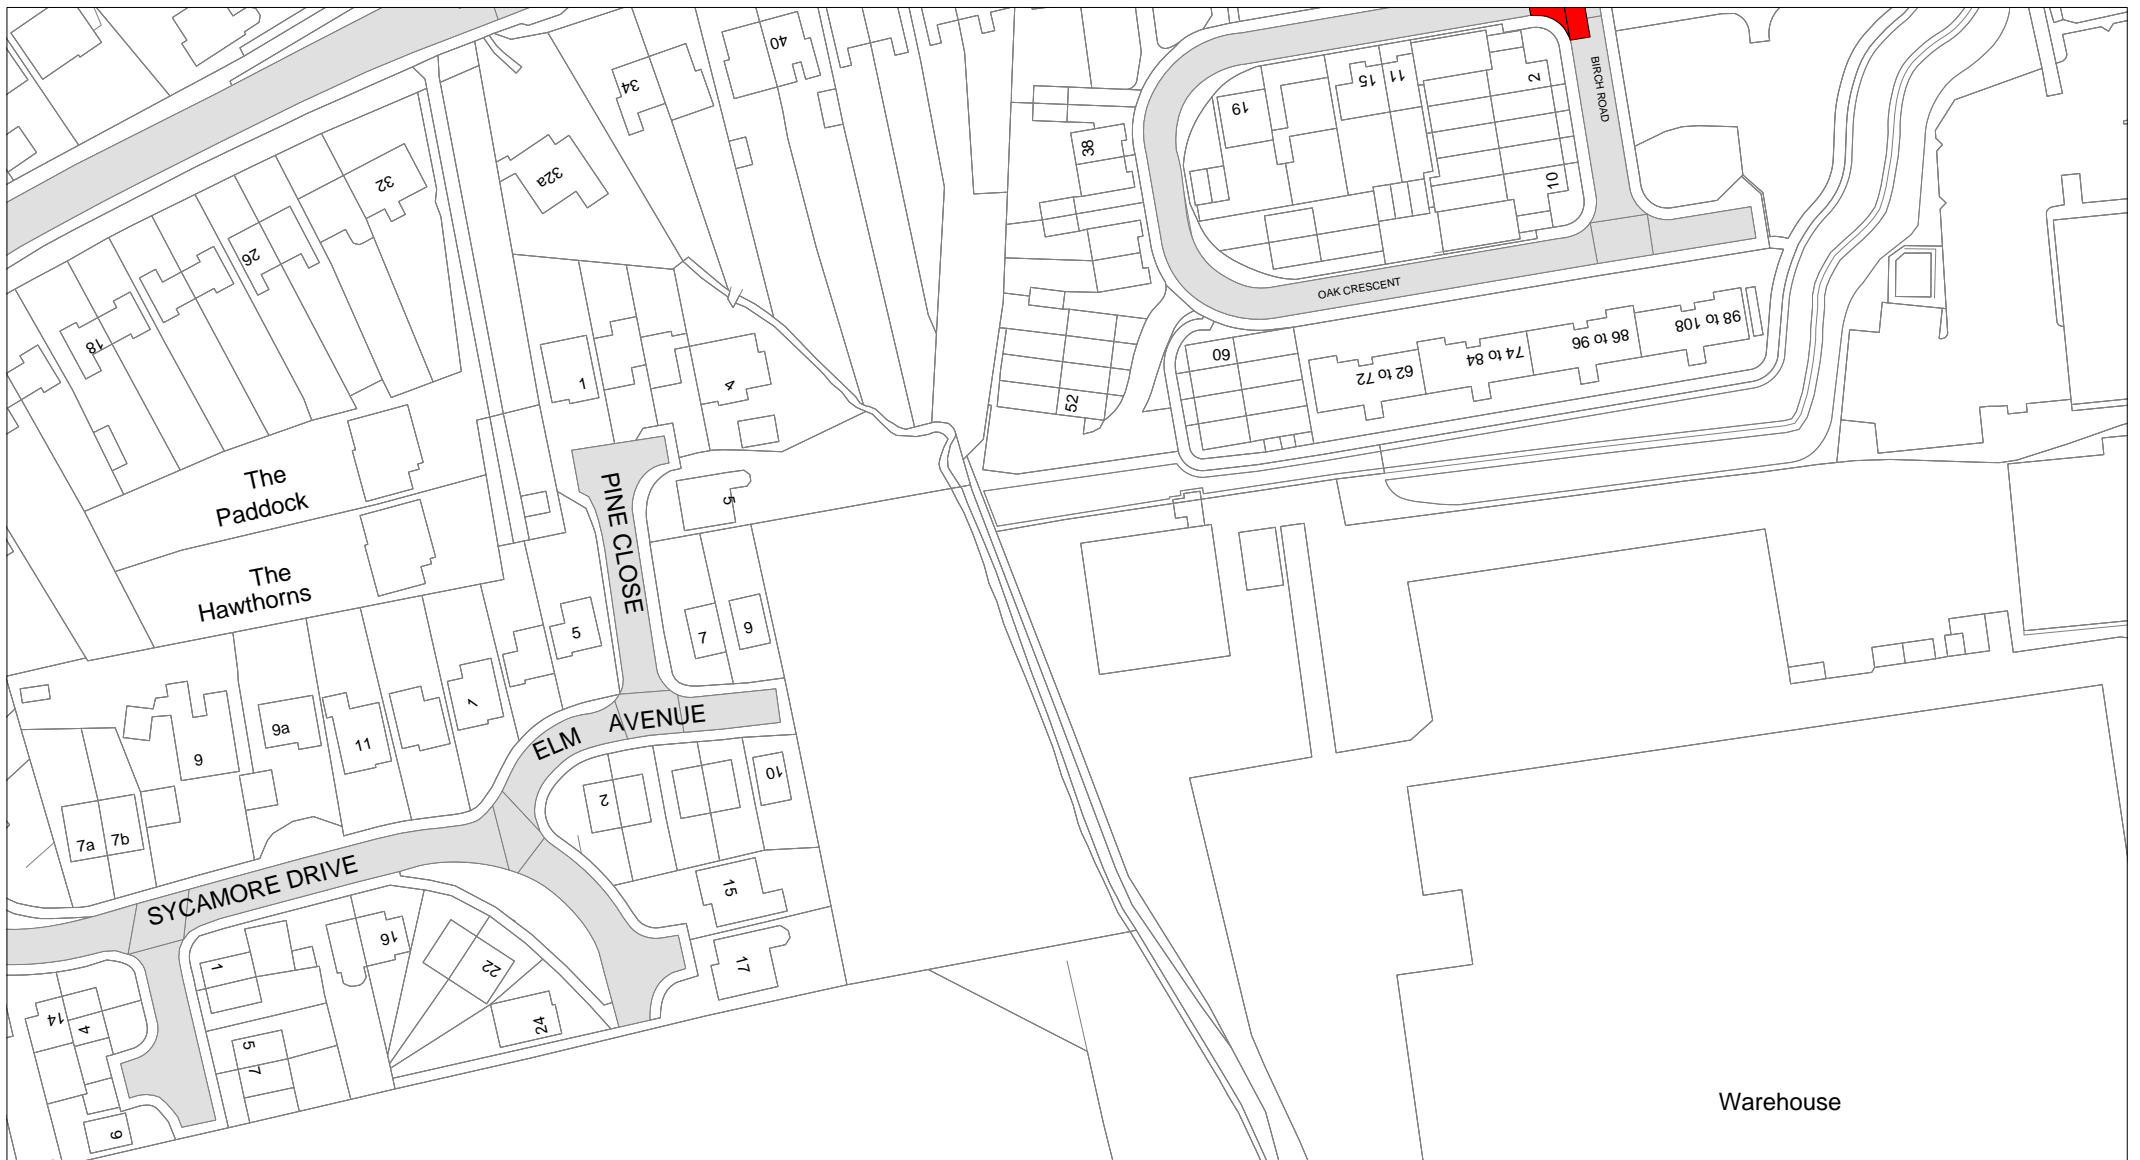 40
34
BIRCH ROAD
2
11
15
19
38
32a
32
10
26
OAK CRESCENT
18
98 to 108
86 to 96
74 to 84
62 to 72
60
52
1
4
The
Paddock
5
PINE CLOSE
The
Hawthorns
5
7
9
1
ELM AVENUE
9a
11
9
2
10
7a
7b
SYCAMORE DRIVE
15
16
17
1
22
14
4
24
5
7
9
Warehouse